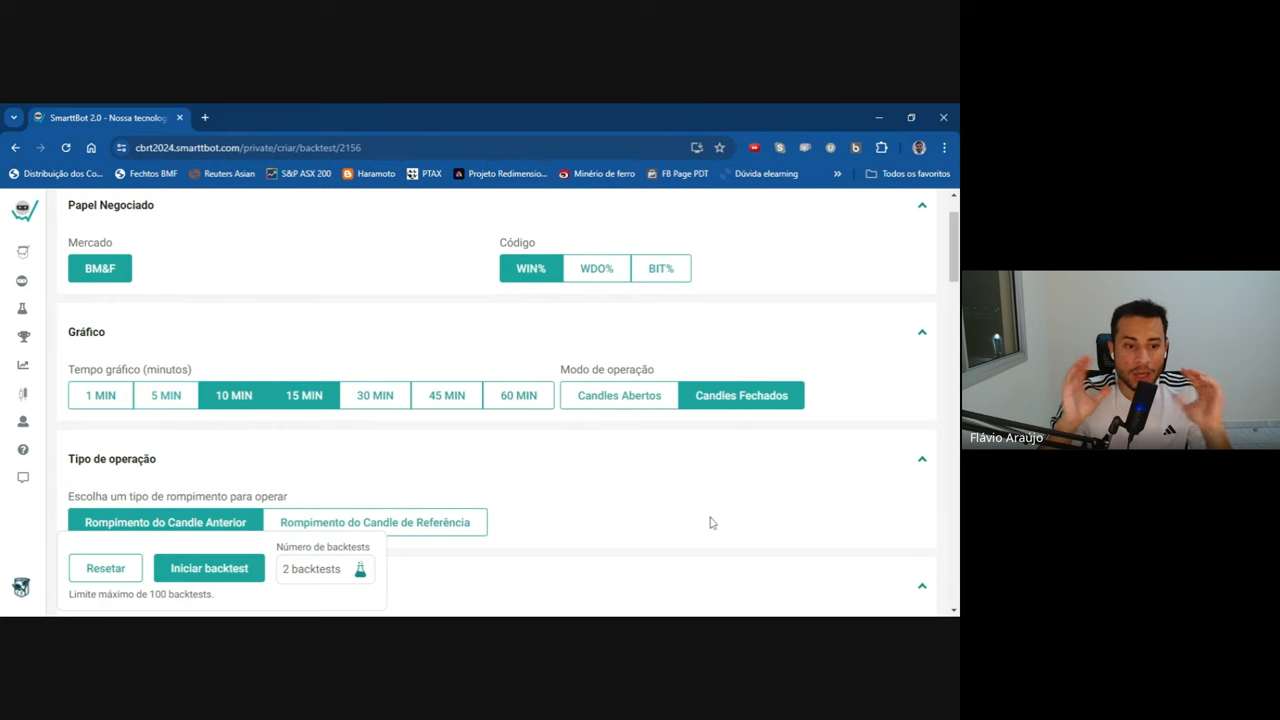 SmarttBot 2.0 - Nossa tecnolog
cbrt2024.smarttbot.com/private/criar/backtest/2156
Distribuição dos Co... Fechtos BMF Reuters Asian S&P ASX 200 Haramoto PTAX Projeto Redimensio... Minério de ferro FB Page PDT Dúvida elearning » Todos os favoritos
Papel Negociado
Mercado Código
BM&F WIN% WDO% BIT%
Gráfico
Tempo gráfico (minutos) Modo de operação
1 MIN 5 MIN 10 MIN 15 MIN 30 MIN 45 MIN 60 MIN Candles Abertos Candles Fechados
Tipo de operação
Escolha um tipo de rompimento para operar
Rompimento do Candle Anterior Rompimento do Candle de Referência
Número de backtests
Resetar Iniciar backtest 2 backtests
Limite máximo de 100 backtests.
Flávio Araújo